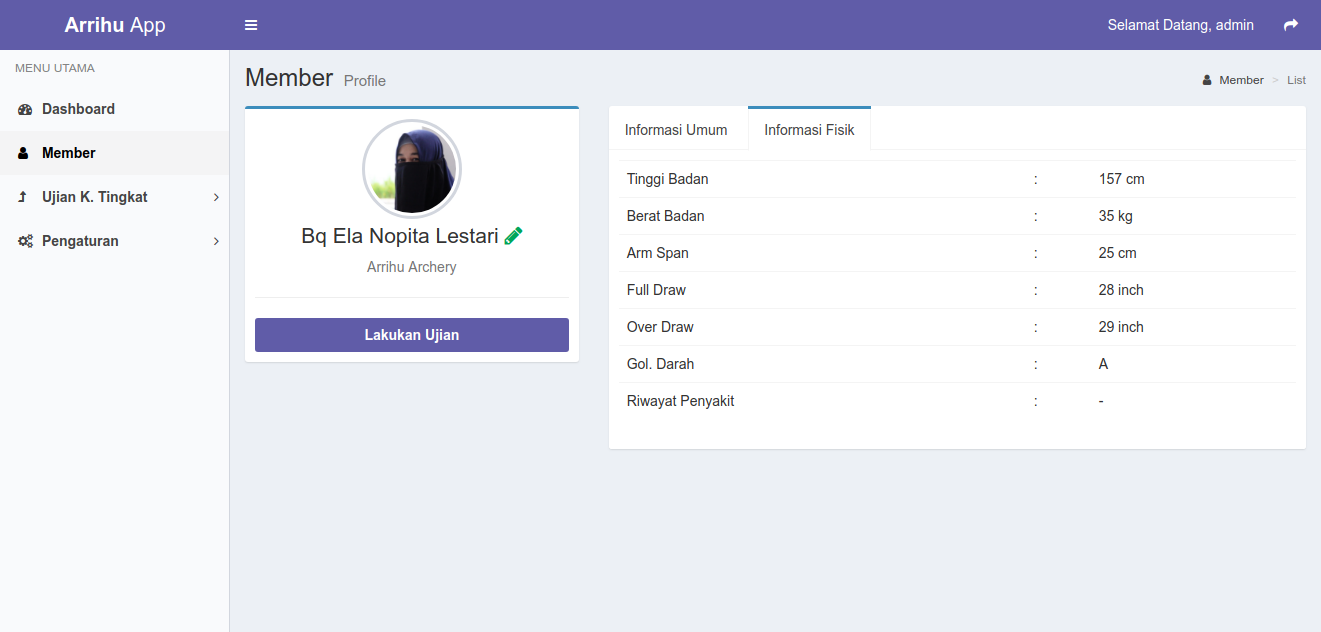 Arrihu App
Selamat Datang, admin
MENU UTAMA
Dashboard
Member
Ujian K. Tingkat
Pengaturan
Member Profile
Member > List
Bq Ela Nopita Lestari
Arrihu Archery
Lakukan Ujian
Informasi Umum Informasi Fisik
Tinggi Badan : 157 cm
Berat Badan : 35 kg
Arm Span : 25 cm
Full Draw : 28 inch
Over Draw : 29 inch
Gol. Darah : A
Riwayat Penyakit : -